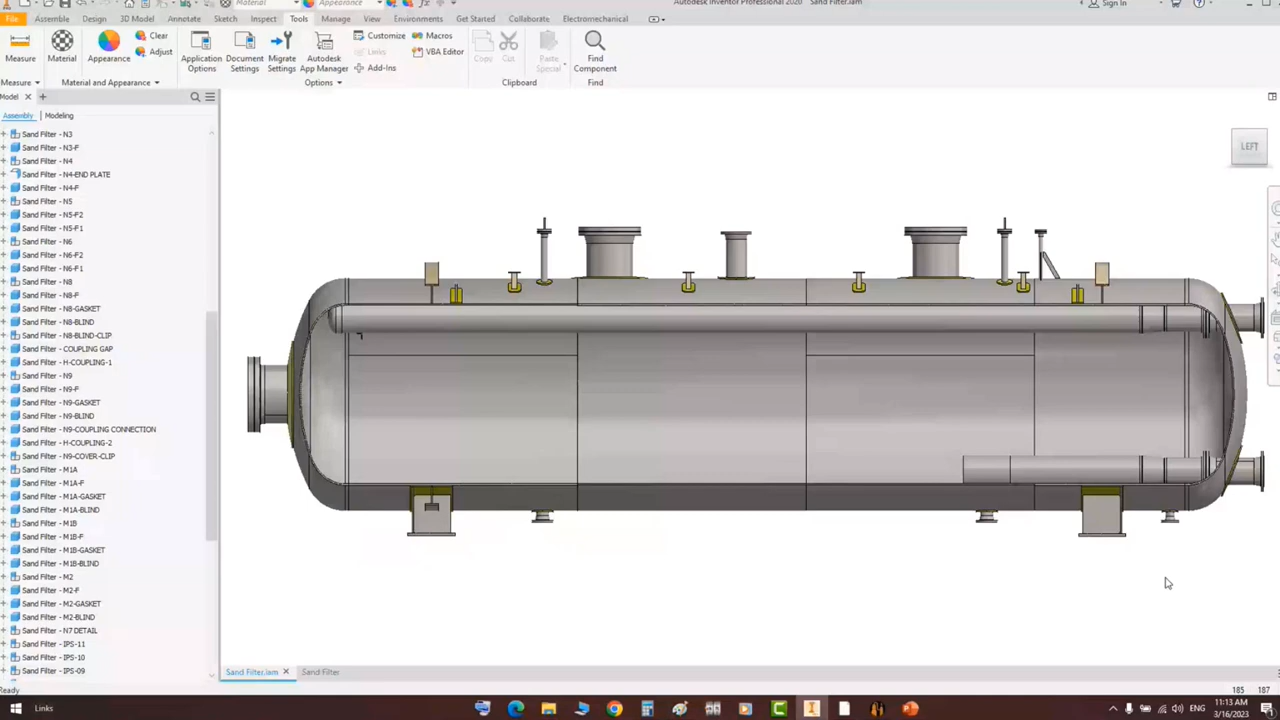 Material
Appearance
Autodesk Inventor Professional 2020 Sand Filter.iam
Sign In
File
Assembly
Design
3D Model
Annotate
Sketch
Inspect
Tools
Manage
View
Environments
Get Started
Collaborate
Electromechanical
Measure
Material
Appearance
Clear
Adjust
Application Options
Document Settings
Migrate Settings
Autodesk App Manager
Customize
Links
Add-Ins
Macros
VBA Editor
Copy
Cut
Paste Special
Find Component
Measure
Material and Appearance
Options
Clipboard
Find
Model
Assembly
Modeling
Sand Filter - N3
Sand Filter - N3-F
Sand Filter - N4
Sand Filter - N4-END PLATE
Sand Filter - N4-F
Sand Filter - N5
Sand Filter - N5-F2
Sand Filter - N5-F1
Sand Filter - N6
Sand Filter - N6-F2
Sand Filter - N6-F1
Sand Filter - N8
Sand Filter - N8-F
Sand Filter - N8-GASKET
Sand Filter - N8-BLIND
Sand Filter - N8-BLIND-CLIP
Sand Filter - COUPLING GAP
Sand Filter - H-COUPLING-1
Sand Filter - N9
Sand Filter - N9-F
Sand Filter - N9-GASKET
Sand Filter - N9-BLIND
Sand Filter - N9-COUPLING CONNECTION
Sand Filter - H-COUPLING-2
Sand Filter - N9-COVER-CLIP
Sand Filter - M1A
Sand Filter - M1A-F
Sand Filter - M1A-GASKET
Sand Filter - M1A-BLIND
Sand Filter - M1B
Sand Filter - M1B-F
Sand Filter - M1B-GASKET
Sand Filter - M1B-BLIND
Sand Filter - M2
Sand Filter - M2-F
Sand Filter - M2-GASKET
Sand Filter - M2-BLIND
Sand Filter - N7 DETAIL
Sand Filter - IPS-11
Sand Filter - IPS-10
Sand Filter - IPS-09
LEFT
Sand Filter.iam
Sand Filter
Ready
185 187
Links
ENG
11:13 AM
3/16/2023